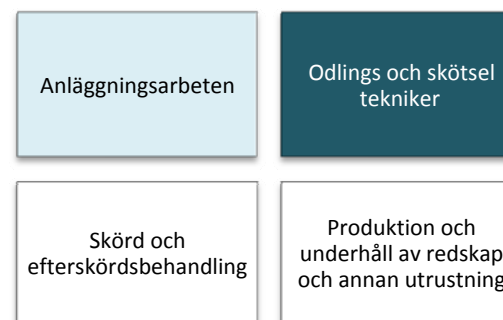 Anläggningsarbeten
Odlings och skötsel
tekniker
Skörd och
efterskördsbehandling
Produktion och
underhåll av redskap
och annan utrustning